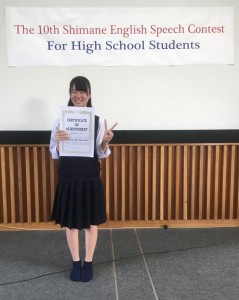 The 10th Shimane English Speech Contest
For High School Students
CERTIFICATE
OF
ACHIEVEMENT